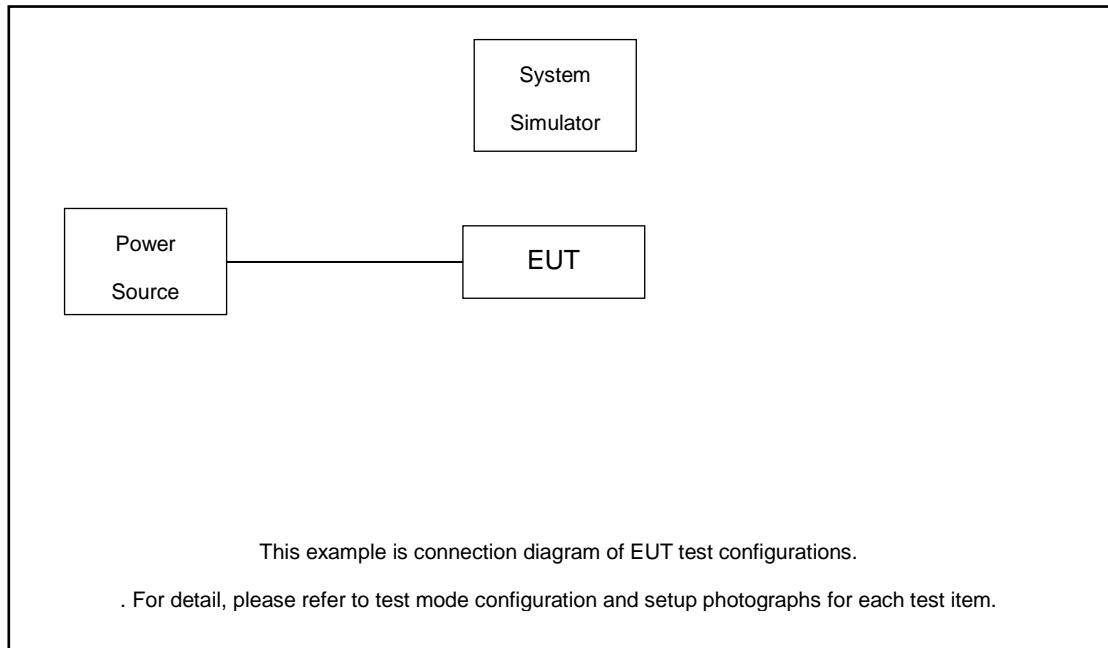 System
Simulator
Power
Source
EUT
This example is connection diagram of EUT test configurations.
. For detail, please refer to test mode configuration and setup photographs for each test item.